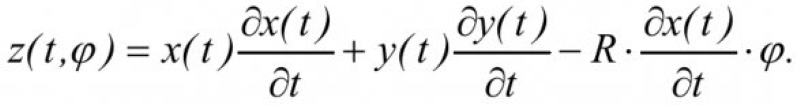 z(t,φ) = x(t) ∂x(t)/∂t + y(t) ∂y(t)/∂t − R · ∂x(t)/∂t · φ.